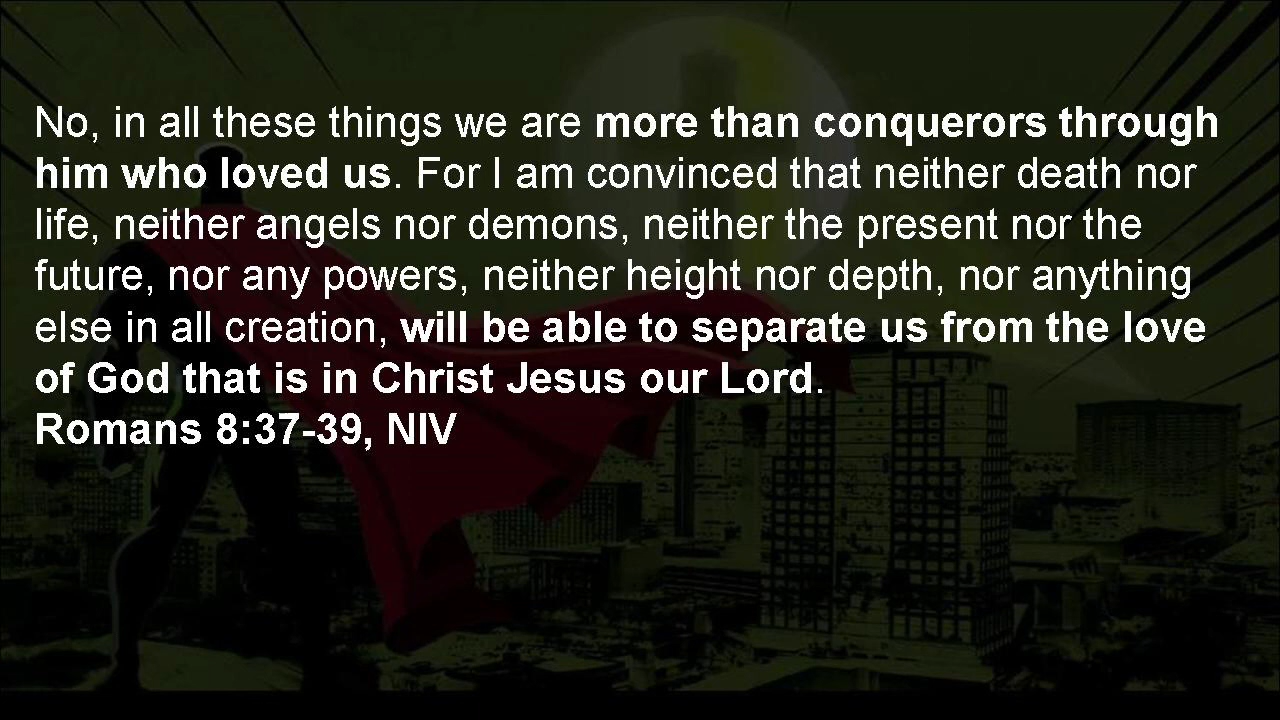 No, in all these things we are more than conquerors through
him who loved us. For I am convinced that neither death nor
life, neither angels nor demons, neither the present nor the
future, nor any powers, neither height nor depth, nor anything
else in all creation, will be able to separate us from the love
of God that is in Christ Jesus our Lord.
Romans 8:37-39, NIV